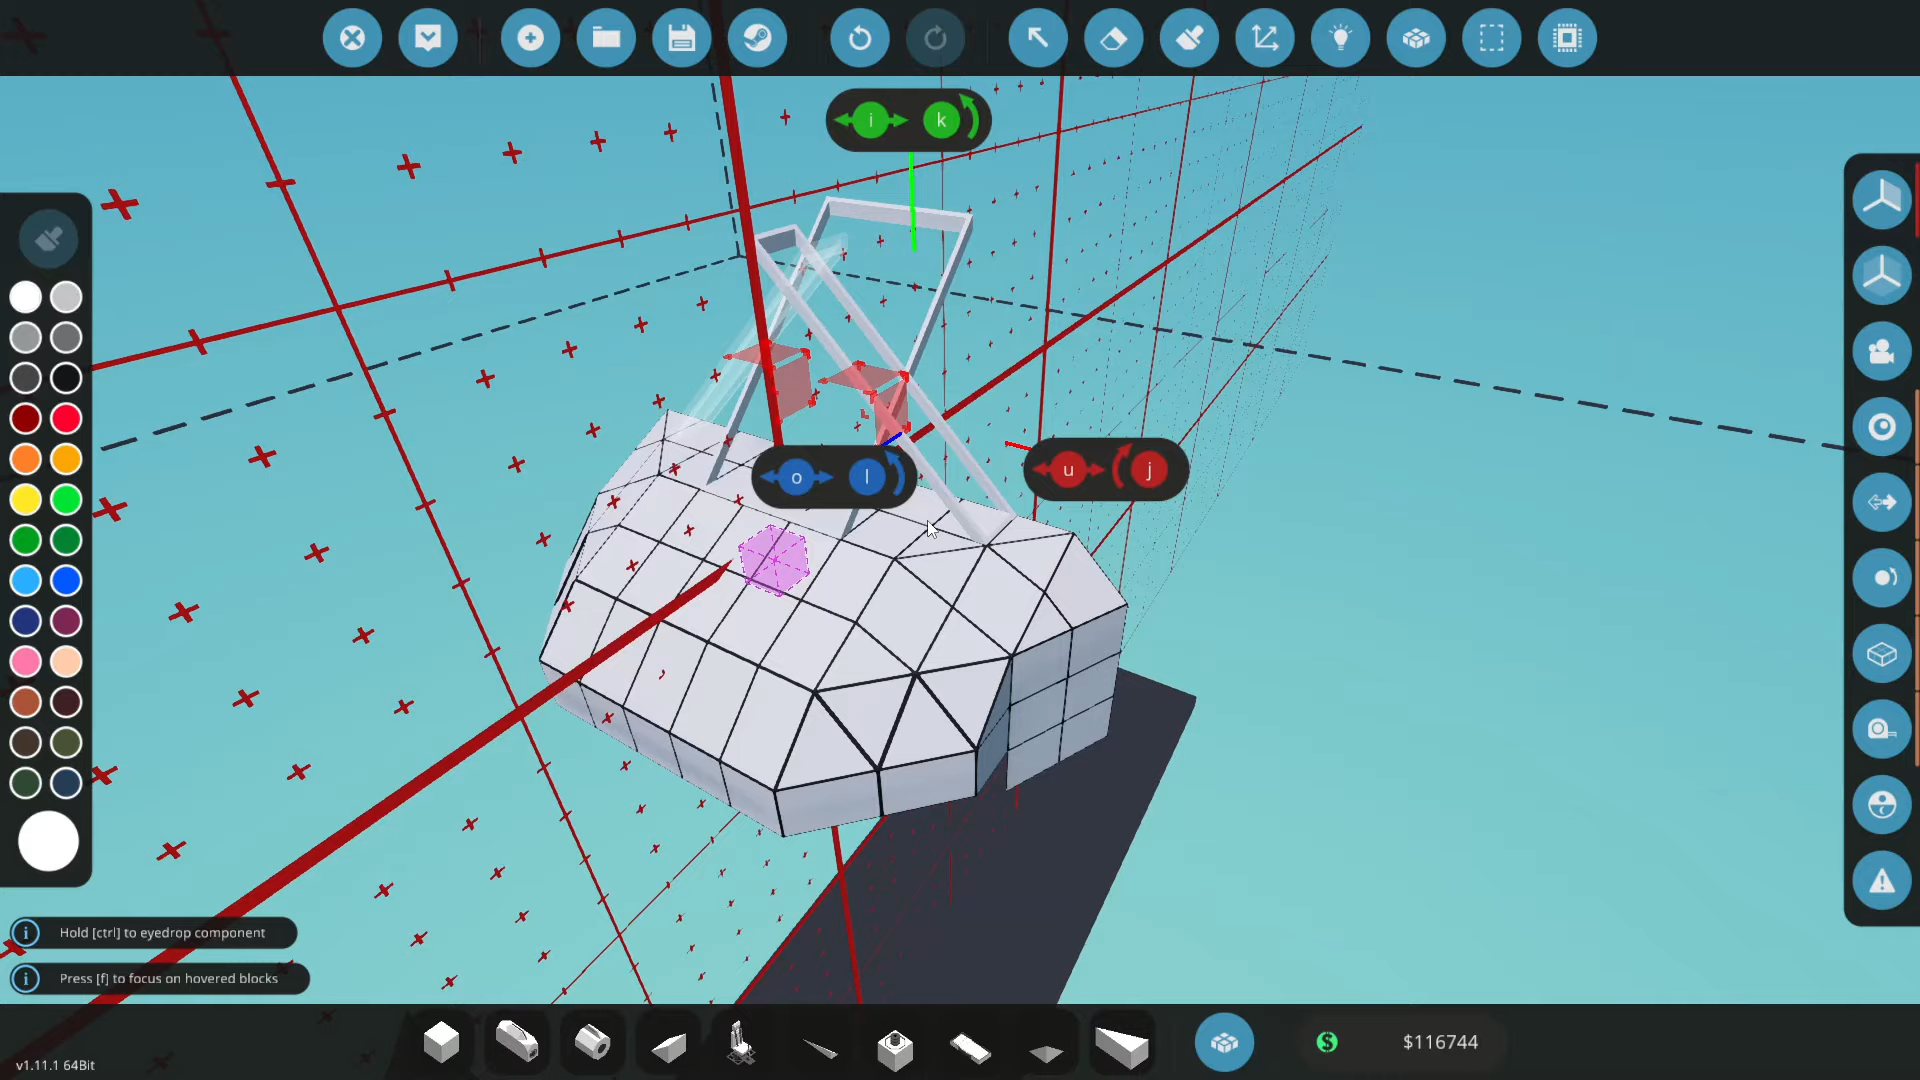 i k
o l
u j
Hold [ctrl] to eyedrop component
Press [f] to focus on hovered blocks
$ $116744
v1.11.1 64Bit